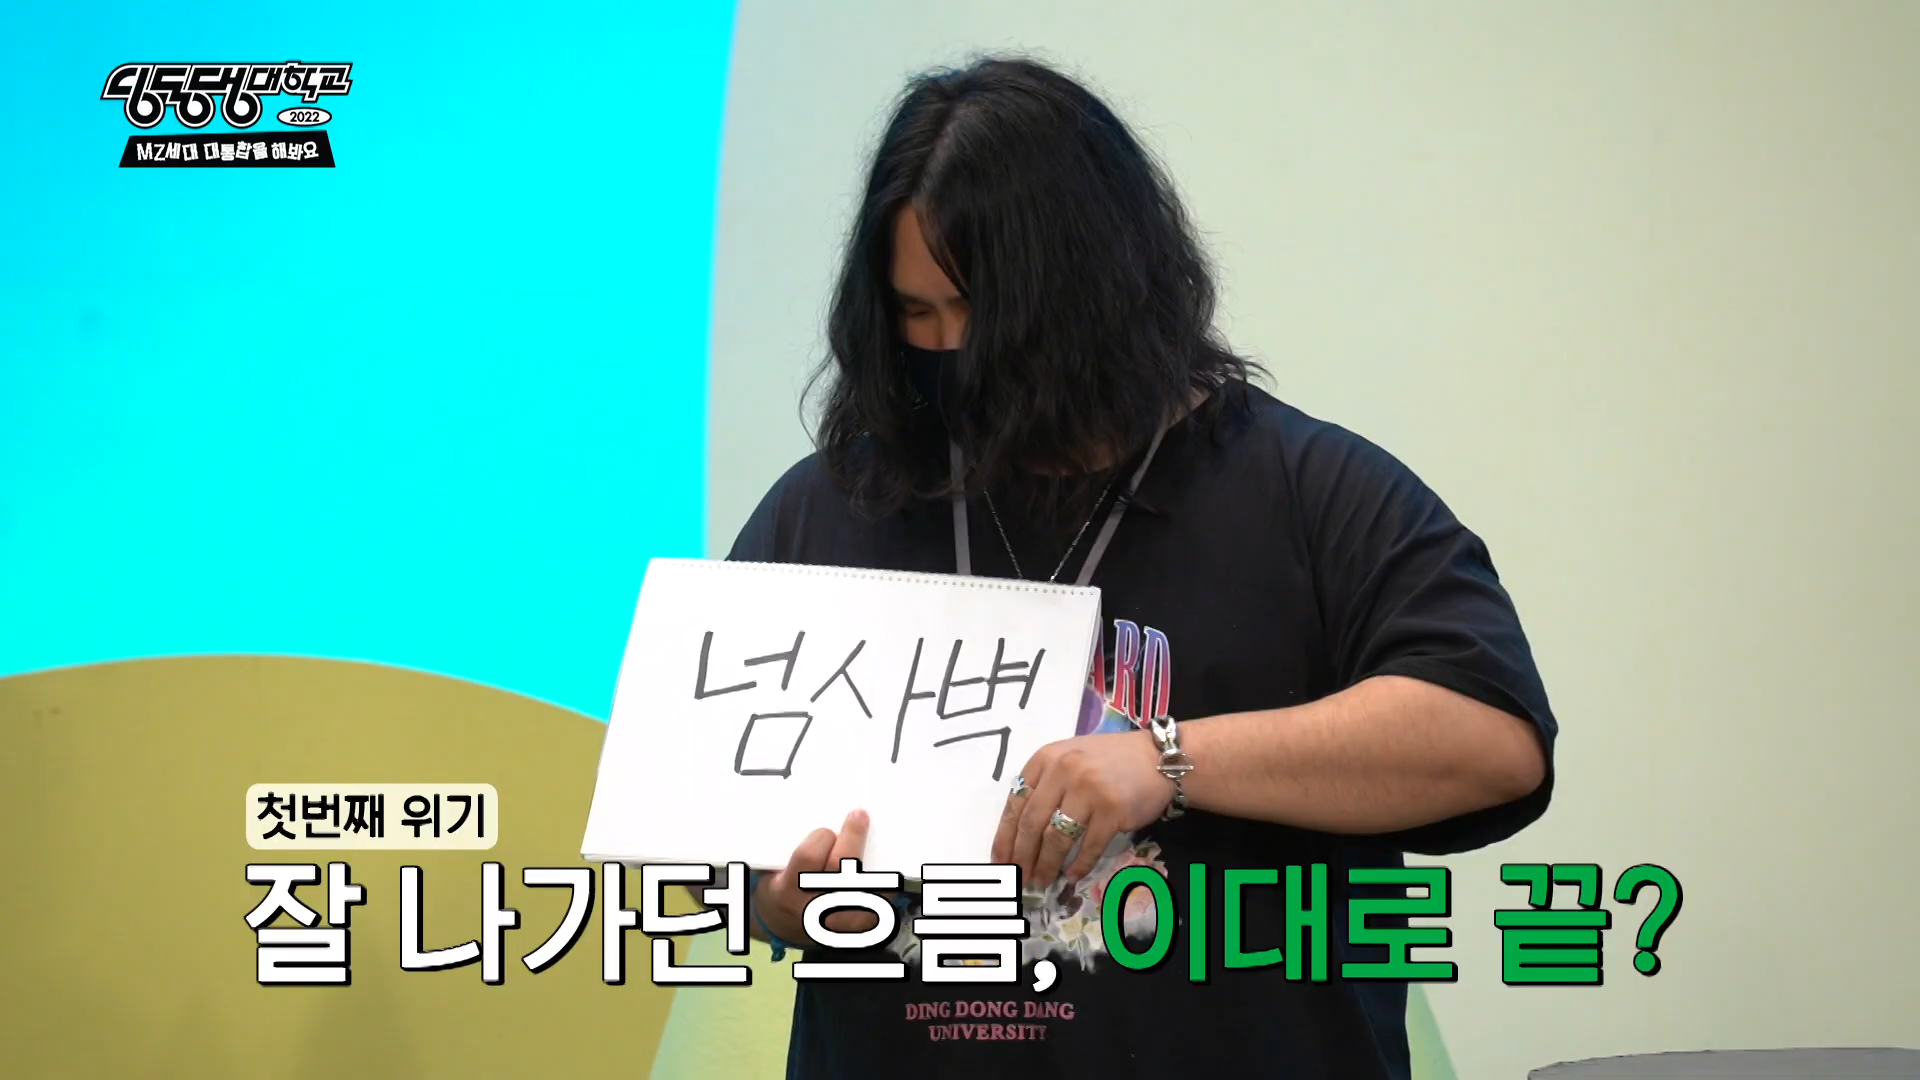 딩동댕대학교
2022
MZ세대 대통합을 해봐요
넘사벽
ARD
첫번째 위기
잘 나가던 흐름, 이대로 끝?
DING DONG DANG
UNIVERSITY